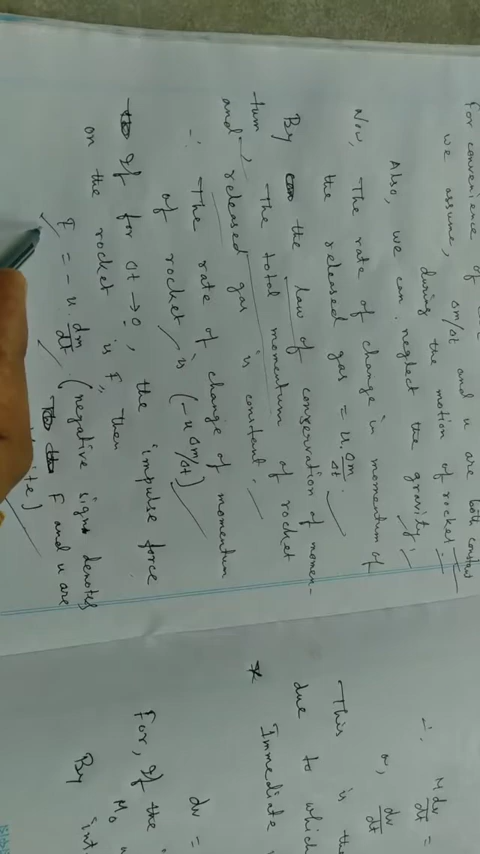 For convenience of
we assume, Δm/Δt and u are both constan
during the motion of rocket.
Also, we can neglect the gravity.
Now, The rate of change in momentum of
the released gas = u. Δm/Δt.
By the law of conservation of momen-
tum, The total momentum of rocket
and released gas is constant.
∴ The rate of change of momentum
of rocket is (-u Δm/Δt)
If for Δt → 0, the impulse force
on the rocket is F, then
F = - u. dm/dt. (negative sign denotes
F and u are
∴ M dv/dt =
or, dv/dt
This is the
due to which
* Immediate
dv =
For, If the
M₀
By
int